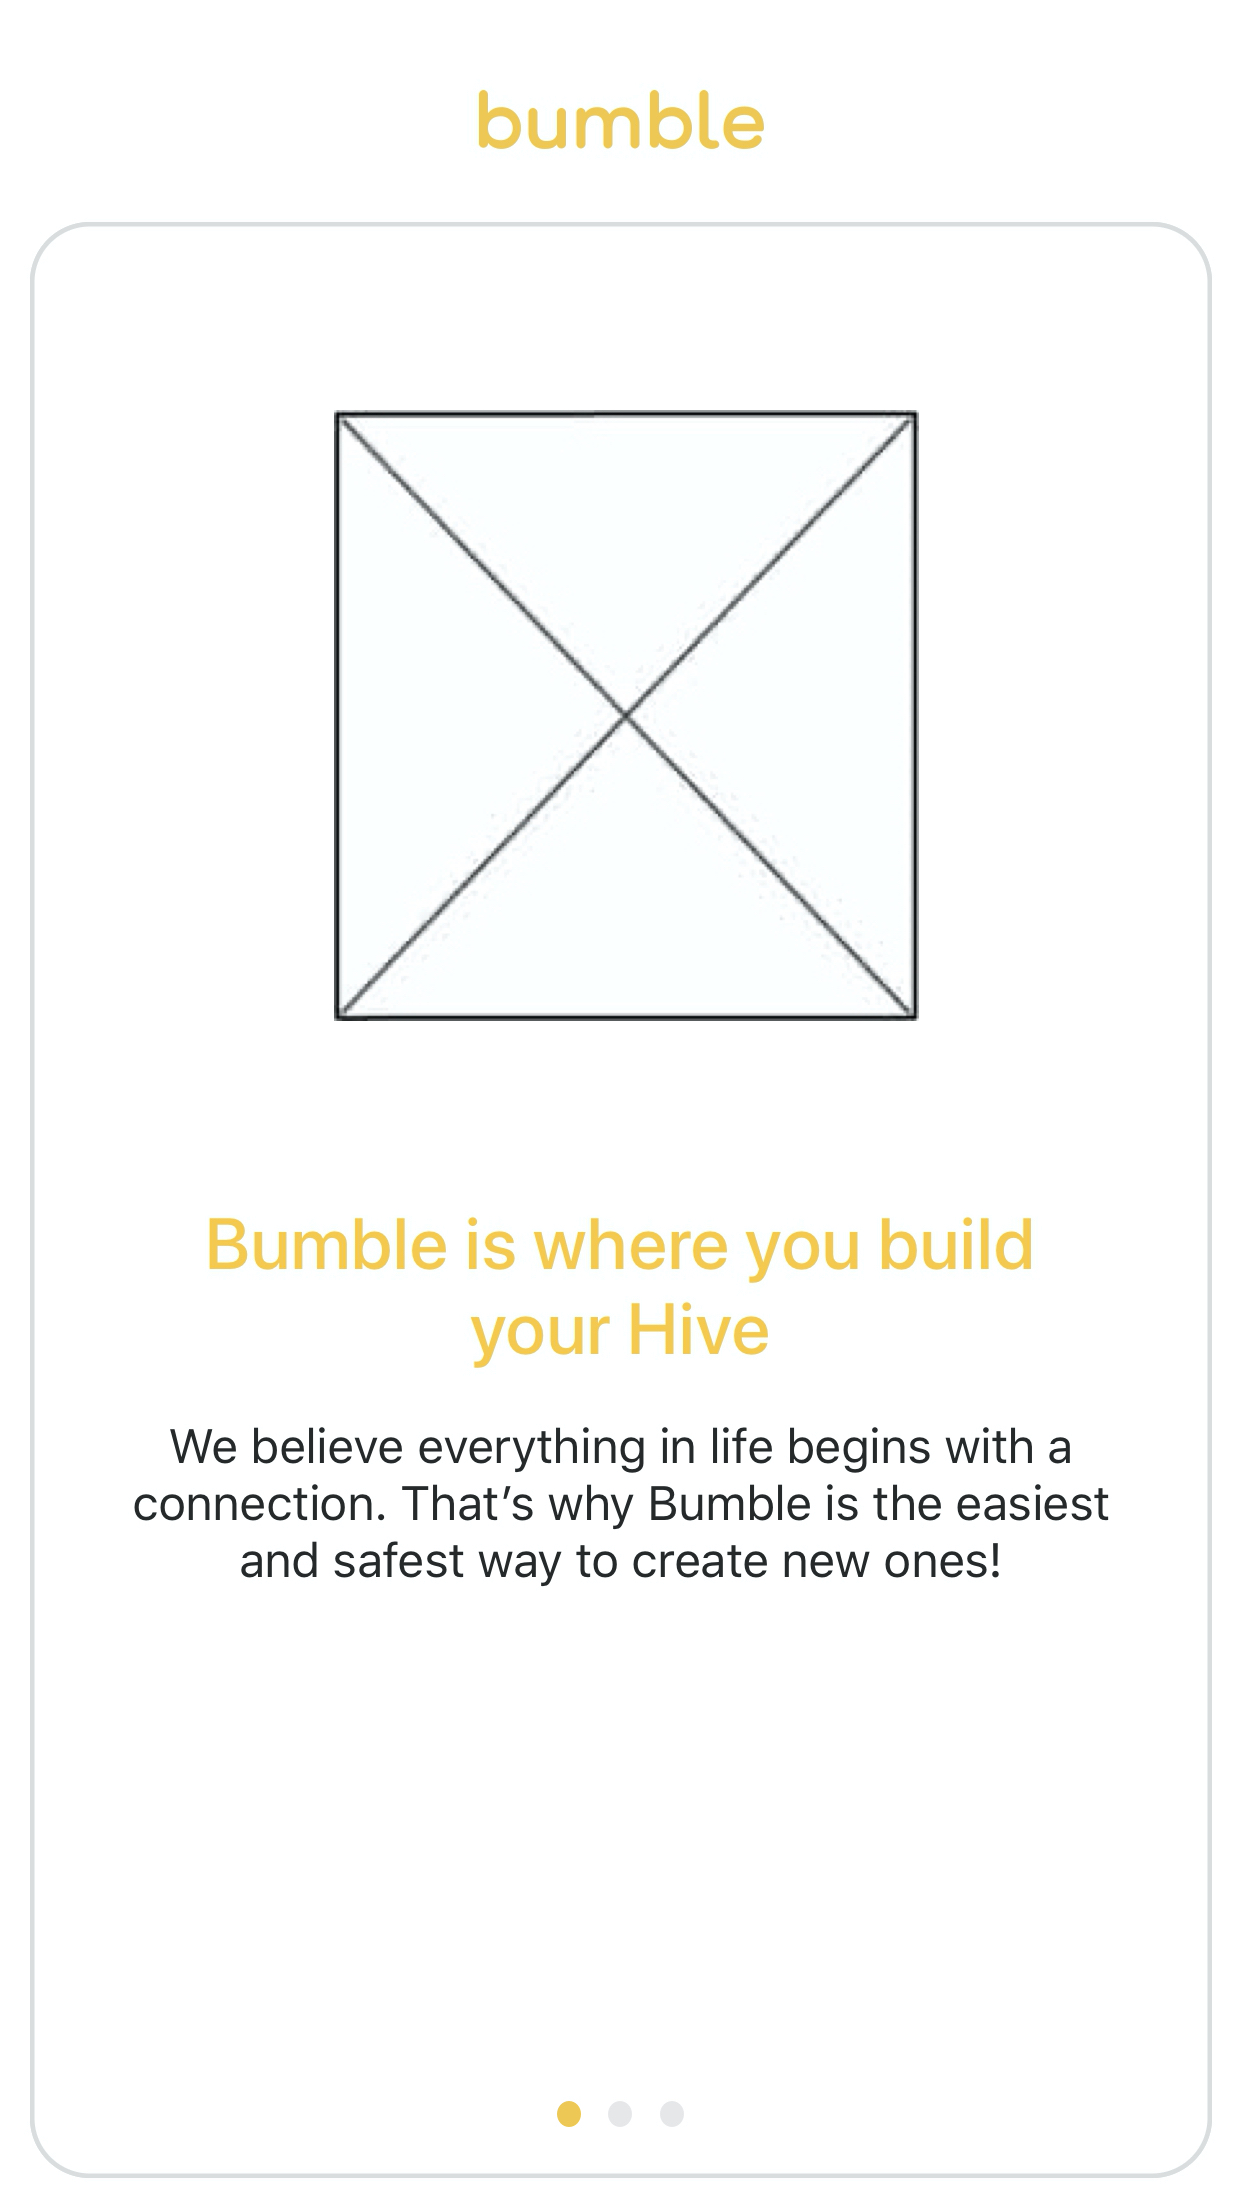 bumble
Bumble is where you build
your Hive
We believe everything in life begins with a
connection. That’s why Bumble is the easiest
and safest way to create new ones!